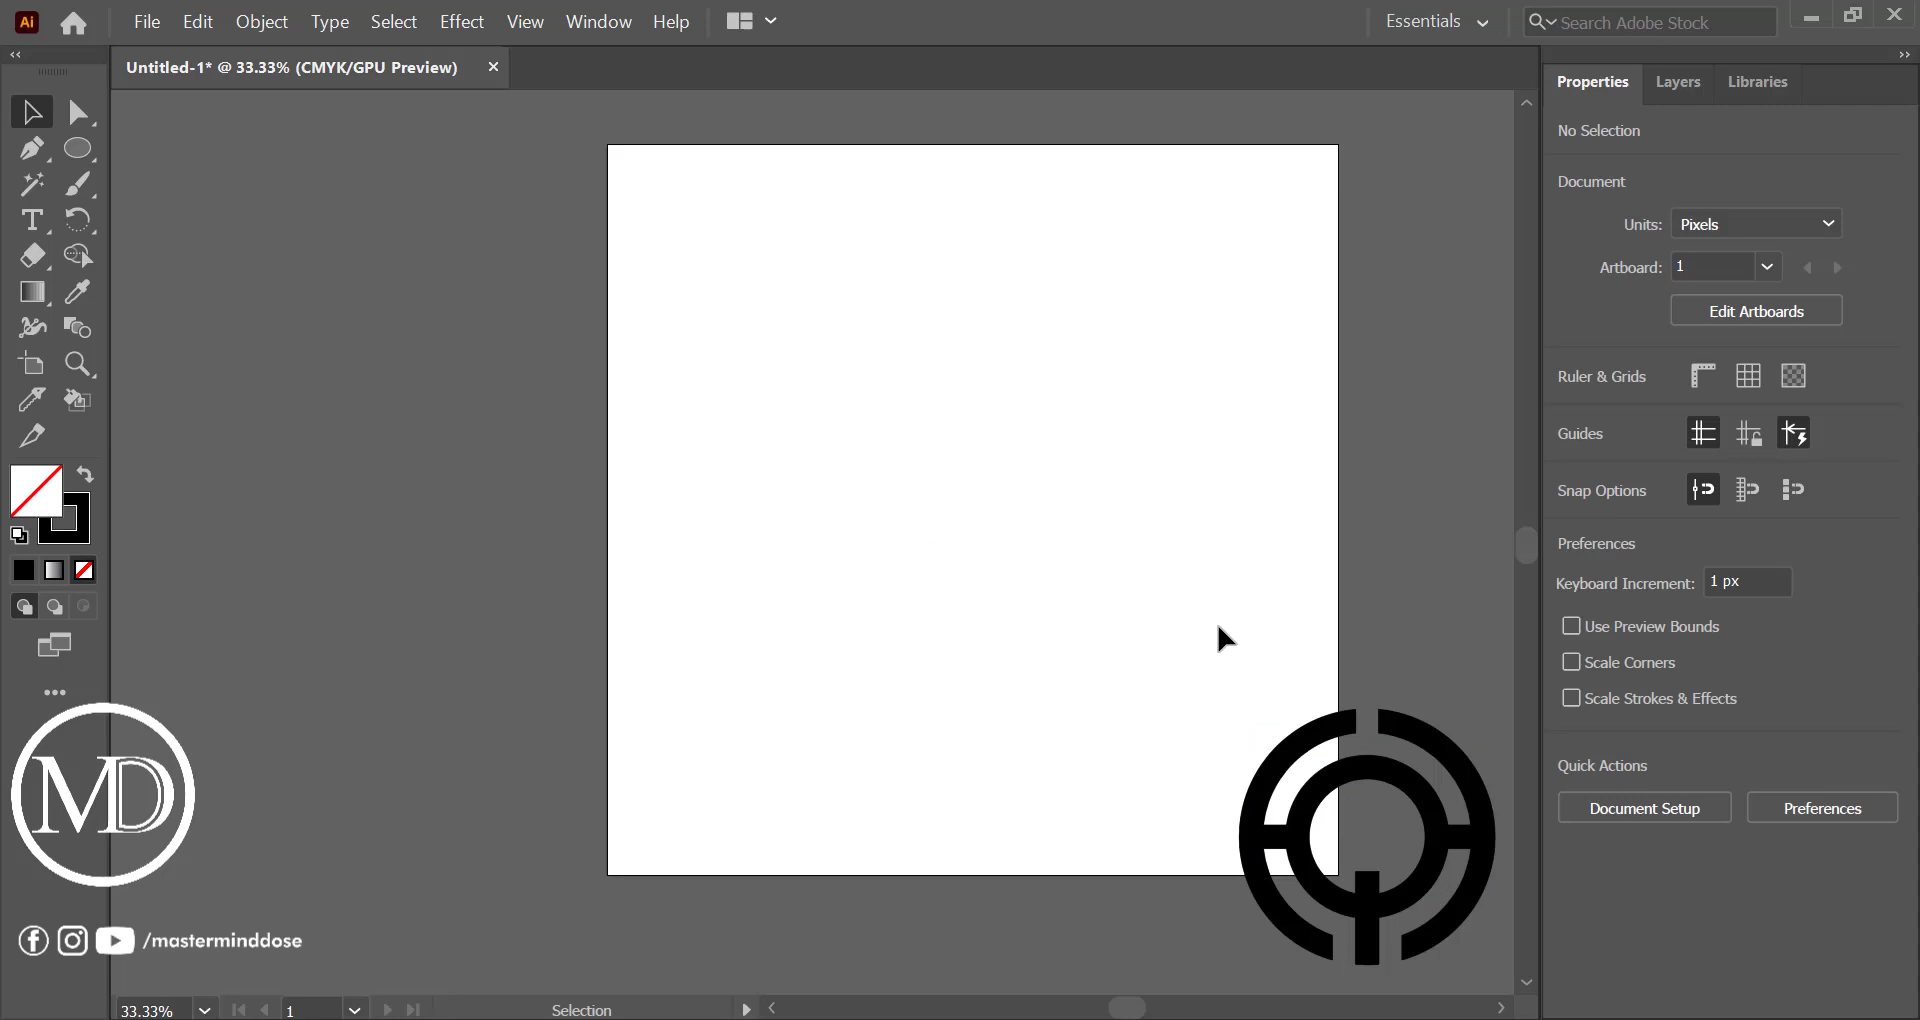 Ai File Edit Object Type Select Effect View Window Help Essentials Search Adobe Stock
Untitled-1* @ 33.33% (CMYK/GPU Preview)
Properties Layers Libraries
No Selection
Document
Units: Pixels
Artboard: 1
Edit Artboards
Ruler & Grids
Guides
Snap Options
Preferences
Keyboard Increment: 1 px
Use Preview Bounds
Scale Corners
Scale Strokes & Effects
Quick Actions
Document Setup Preferences
MD
/masterminddose
33.33% 1 Selection